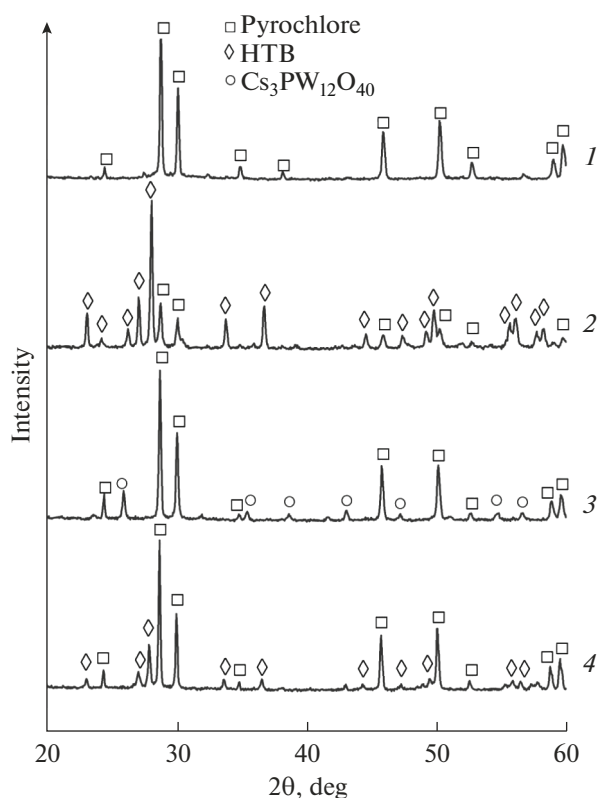 Pyrochlore
HTB
Cs₃PW₁₂O₄₀
1
2
3
4
Intensity
20 30 40 50 60
2θ, deg